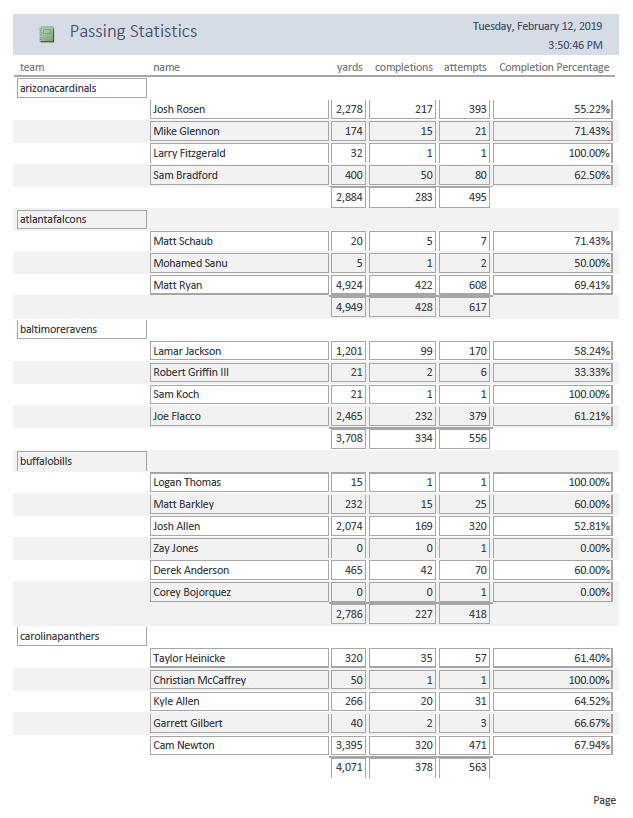 Passing Statistics
Tuesday, February 12, 2019
3:50:46 PM
team name yards completions attempts Completion Percentage
arizonacardinals
Josh Rosen 2,278 217 393 55.22%
Mike Glennon 174 15 21 71.43%
Larry Fitzgerald 32 1 1 100.00%
Sam Bradford 400 50 80 62.50%
2,884 283 495
atlantafalcons
Matt Schaub 20 5 7 71.43%
Mohamed Sanu 5 1 2 50.00%
Matt Ryan 4,924 422 608 69.41%
4,949 428 617
baltimoreravens
Lamar Jackson 1,201 99 170 58.24%
Robert Griffin III 21 2 6 33.33%
Sam Koch 21 1 1 100.00%
Joe Flacco 2,465 232 379 61.21%
3,708 334 556
buffalobills
Logan Thomas 15 1 1 100.00%
Matt Barkley 232 15 25 60.00%
Josh Allen 2,074 169 320 52.81%
Zay Jones 0 0 1 0.00%
Derek Anderson 465 42 70 60.00%
Corey Bojorquez 0 0 1 0.00%
2,786 227 418
carolinapanthers
Taylor Heinicke 320 35 57 61.40%
Christian McCaffrey 50 1 1 100.00%
Kyle Allen 266 20 31 64.52%
Garrett Gilbert 40 2 3 66.67%
Cam Newton 3,395 320 471 67.94%
4,071 378 563
Page